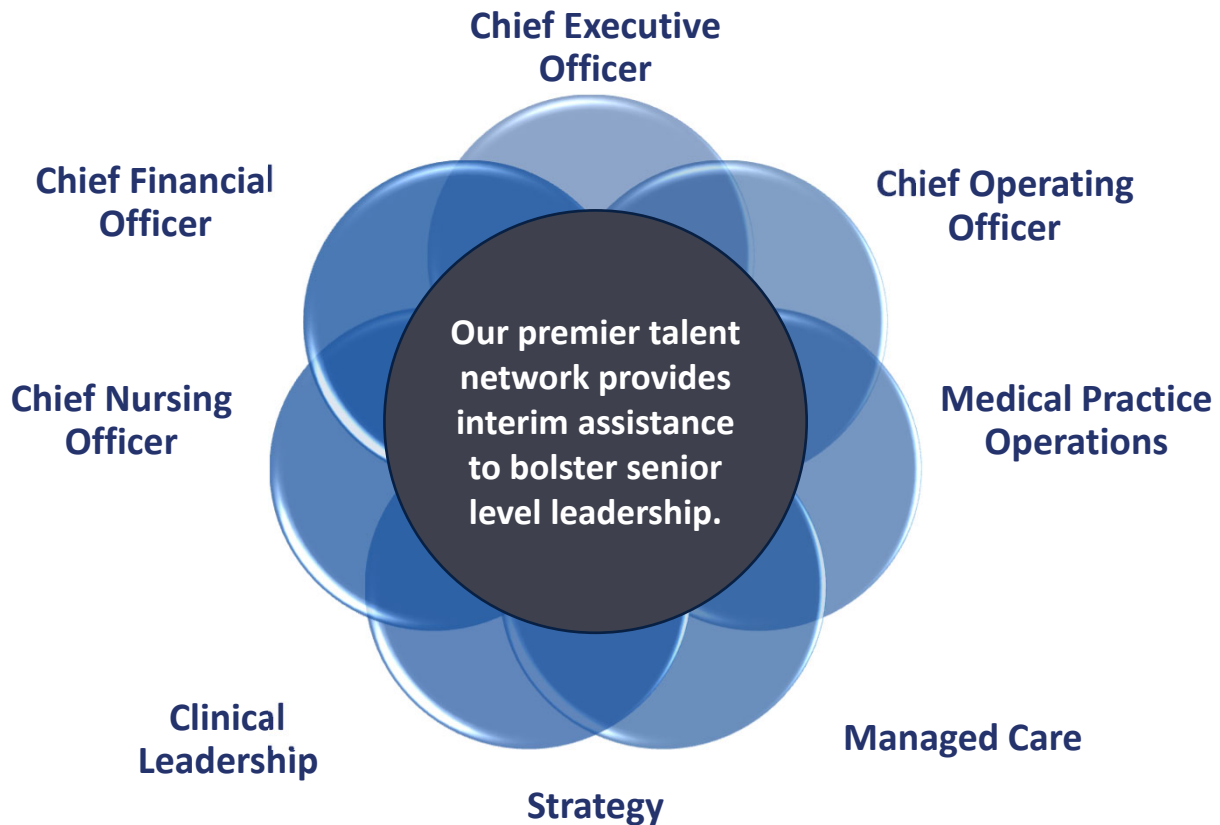 Chief Executive
Officer
Chief Financial
Officer
Chief Operating
Officer
Our premier talent
network provides
interim assistance
to bolster senior
level leadership.
Chief Nursing
Officer
Medical Practice
Operations
Clinical
Leadership
Managed Care
Strategy